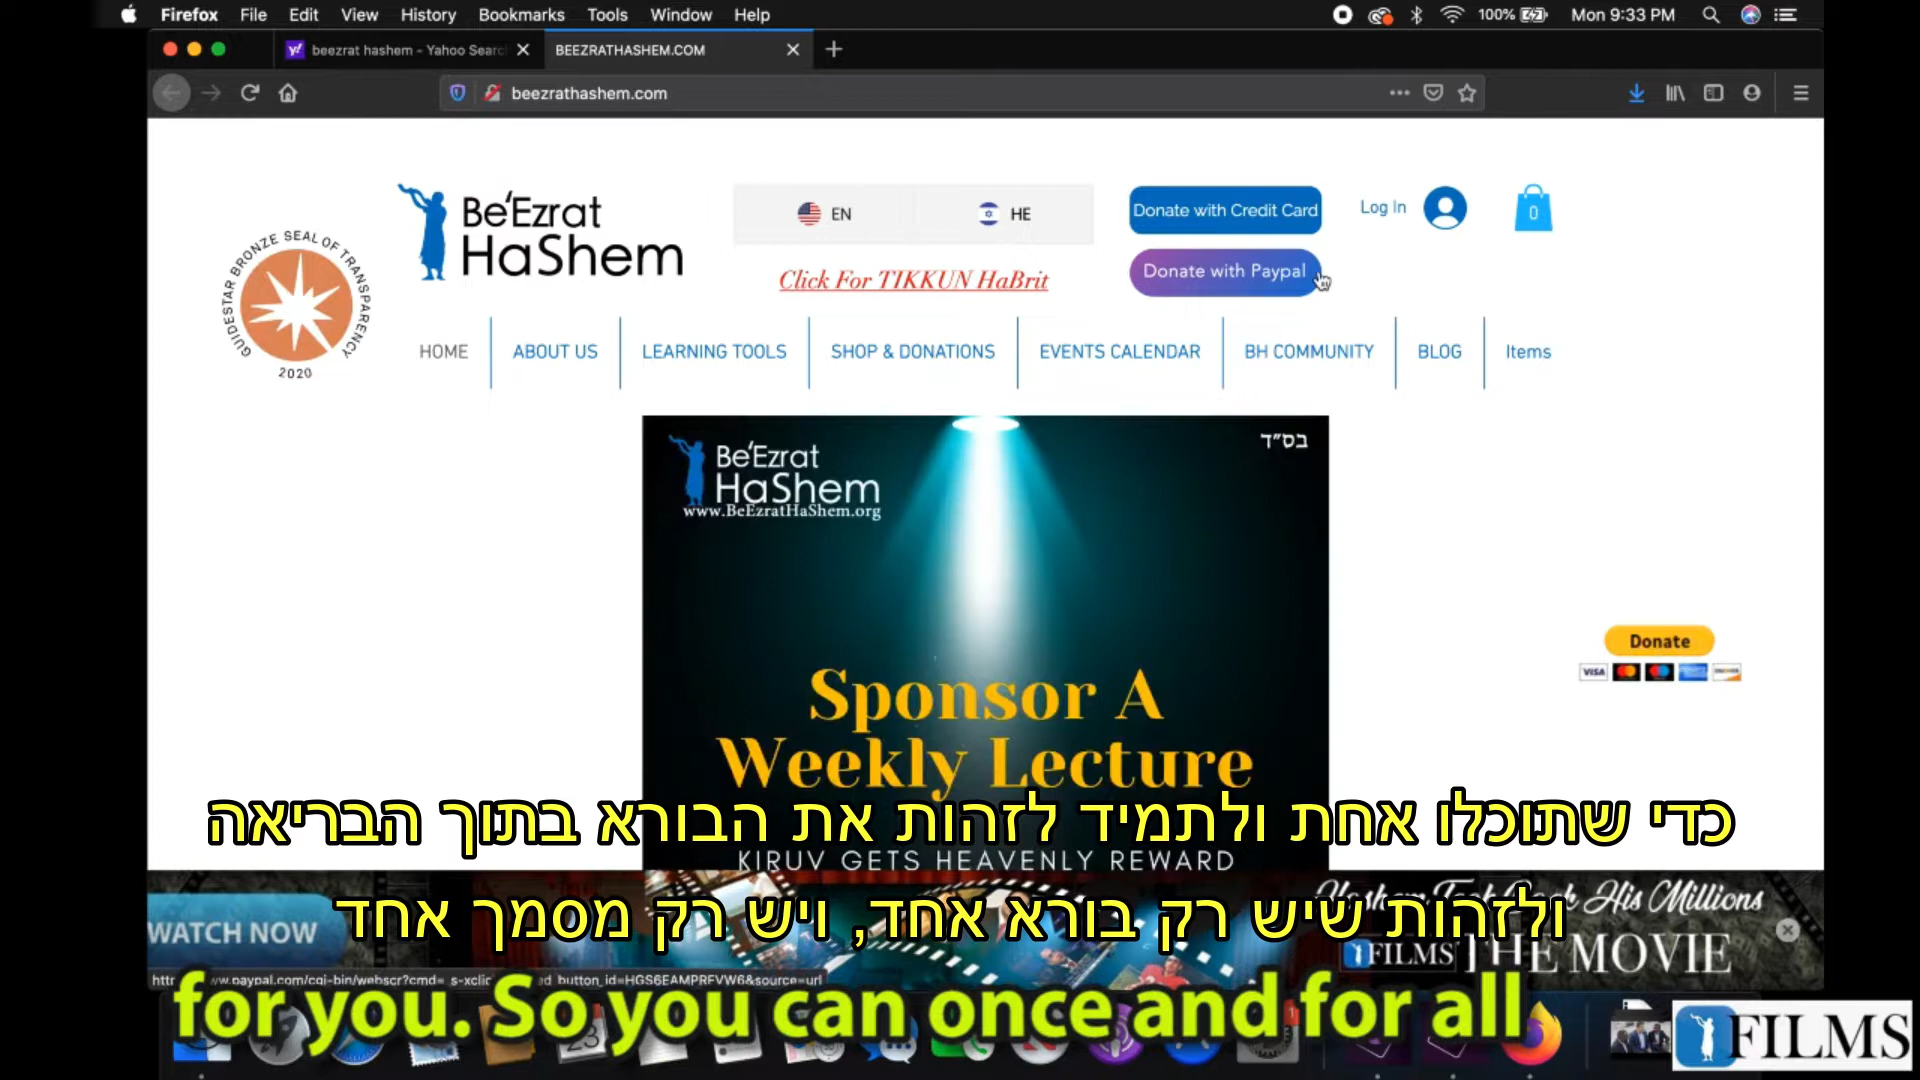 Firefox File Edit View History Bookmarks Tools Window Help
100% Mon 9:33 PM
beezrat hashem - Yahoo Searc
BEEZRATHASHEM.COM
beezrathashem.com
GUIDESTAR BRONZE SEAL OF TRANSPARENCY
2020
Be'Ezrat
HaShem
EN
HE
Click For TIKKUN HaBrit
Donate with Credit Card
Donate with Paypal
Log In
0
HOME
ABOUT US
LEARNING TOOLS
SHOP & DONATIONS
EVENTS CALENDAR
BH COMMUNITY
BLOG
Items
Be'Ezrat
HaShem
www.BeEzratHaShem.org
בס"ד
Sponsor A
Weekly Lecture
Donate
VISA
כדי שתוכלו אחת ולתמיד לזהות את הבורא בתוך הבריאה
KIRUV GETS HEAVENLY REWARD
ולזהות שיש רק בורא אחד, ויש רק מסמך אחד
WATCH NOW
His Millions
FILMS
THE MOVIE
for you. So you can once and for all
FILMS